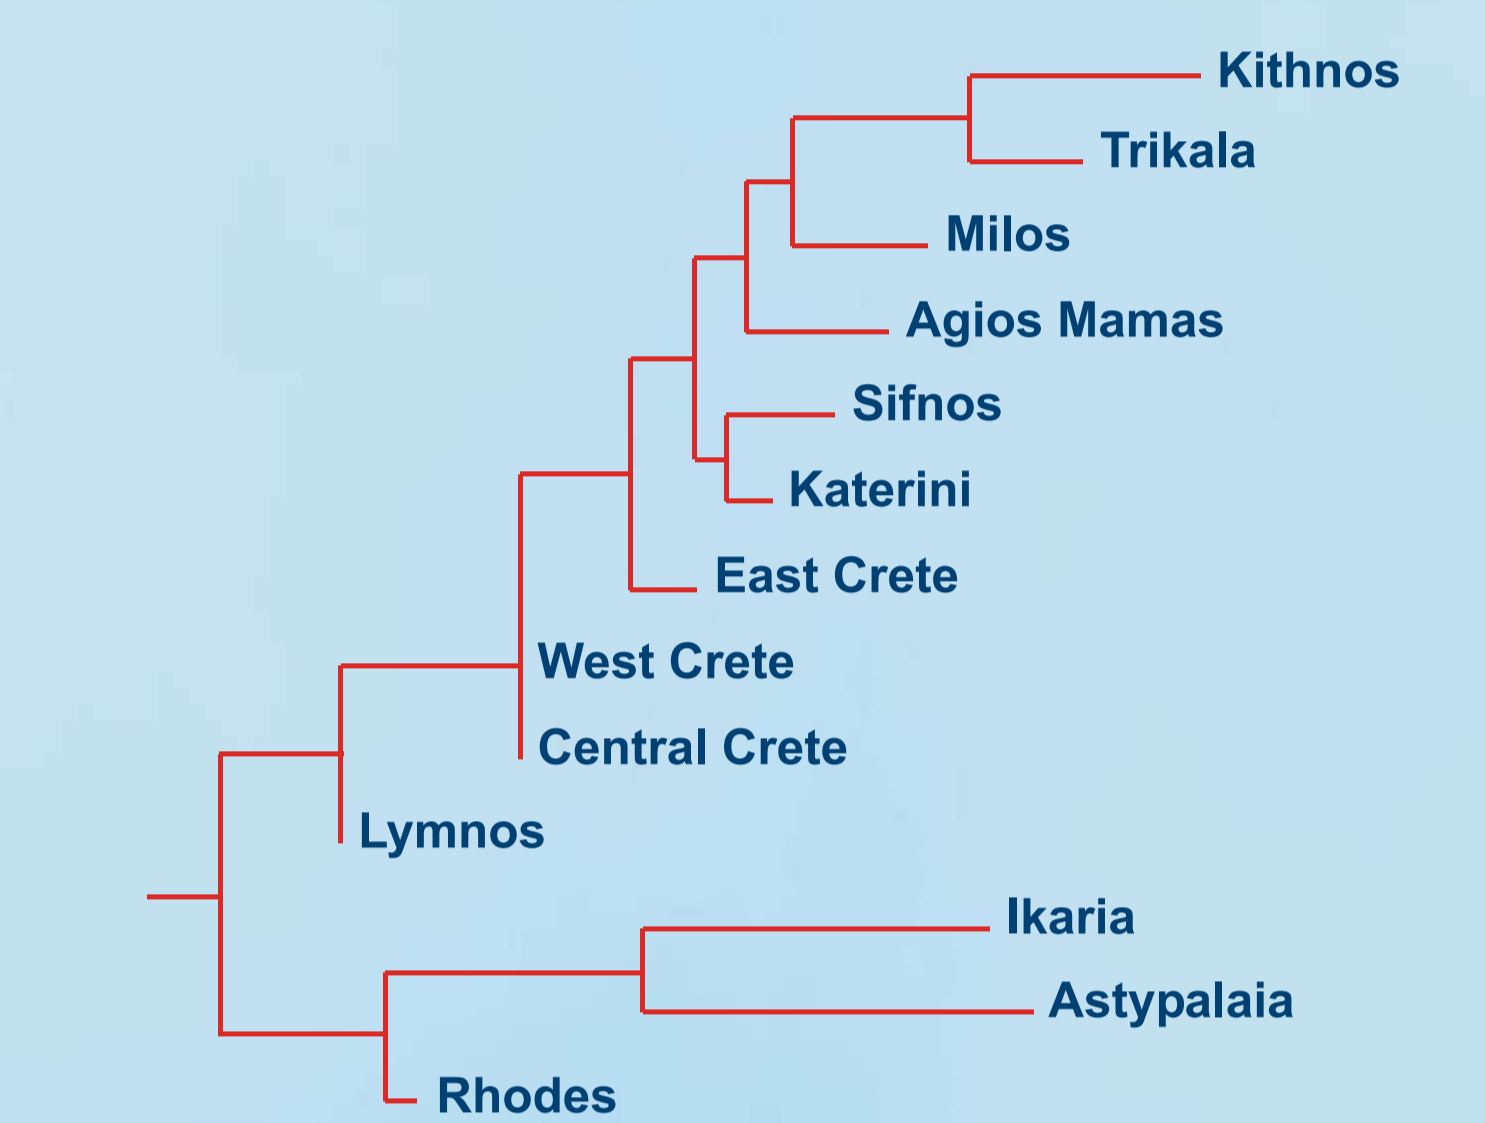 Kithnos
Trikala
Milos
Agios Mamas
Sifnos
Katerini
East Crete
West Crete
Central Crete
Lymnos
Ikaria
Astypalaia
Rhodes